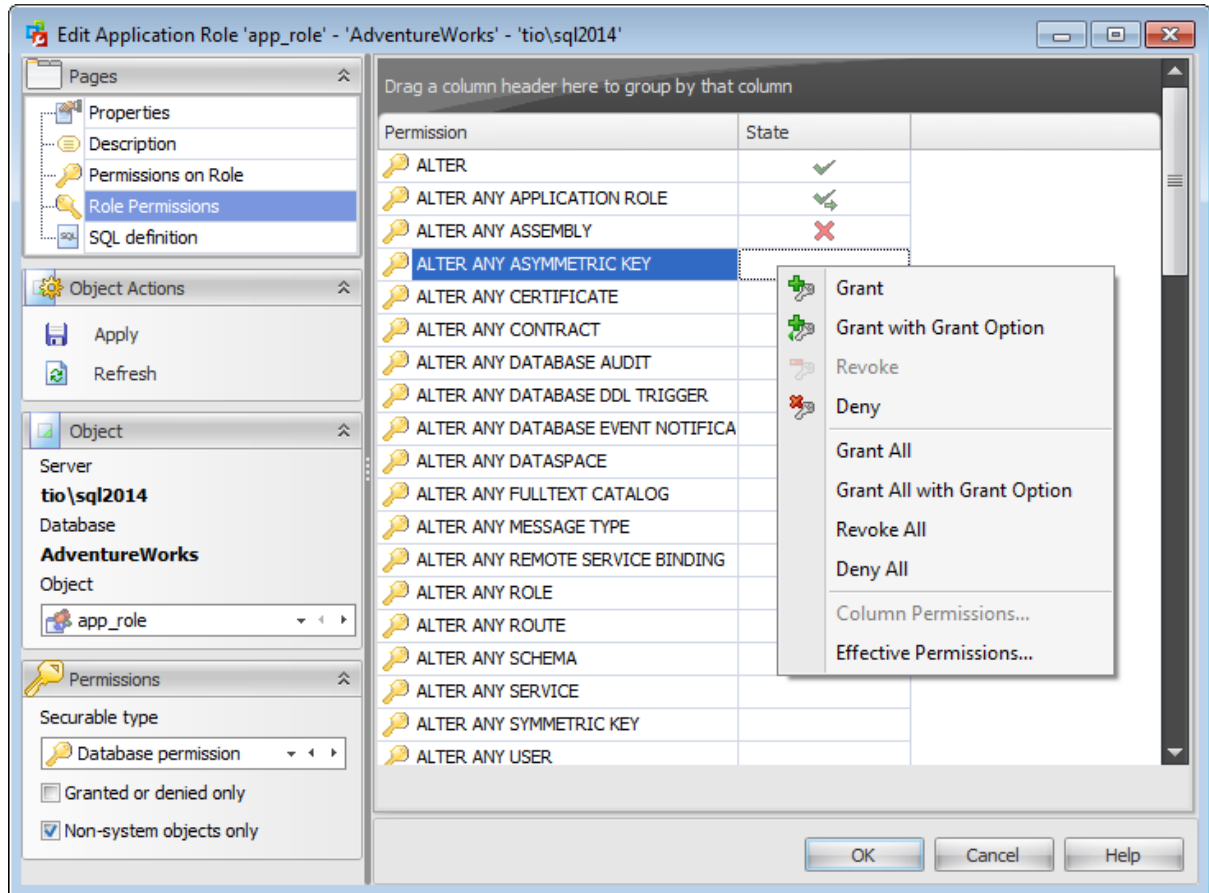 Edit Application Role 'app_role' - 'AdventureWorks' - 'tio\sql2014'
Pages
Properties
Description
Permissions on Role
Role Permissions
SQL definition
Object Actions
Apply
Refresh
Object
Server
tio\sql2014
Database
AdventureWorks
Object
app_role
Permissions
Securable type
Database permission
Granted or denied only
Non-system objects only
Drag a column header here to group by that column
Permission State
ALTER
ALTER ANY APPLICATION ROLE
ALTER ANY ASSEMBLY
ALTER ANY ASYMMETRIC KEY
ALTER ANY CERTIFICATE
ALTER ANY CONTRACT
ALTER ANY DATABASE AUDIT
ALTER ANY DATABASE DDL TRIGGER
ALTER ANY DATABASE EVENT NOTIFICA
ALTER ANY DATASPACE
ALTER ANY FULLTEXT CATALOG
ALTER ANY MESSAGE TYPE
ALTER ANY REMOTE SERVICE BINDING
ALTER ANY ROLE
ALTER ANY ROUTE
ALTER ANY SCHEMA
ALTER ANY SERVICE
ALTER ANY SYMMETRIC KEY
ALTER ANY USER
Grant
Grant with Grant Option
Revoke
Deny
Grant All
Grant All with Grant Option
Revoke All
Deny All
Column Permissions...
Effective Permissions...
OK Cancel Help